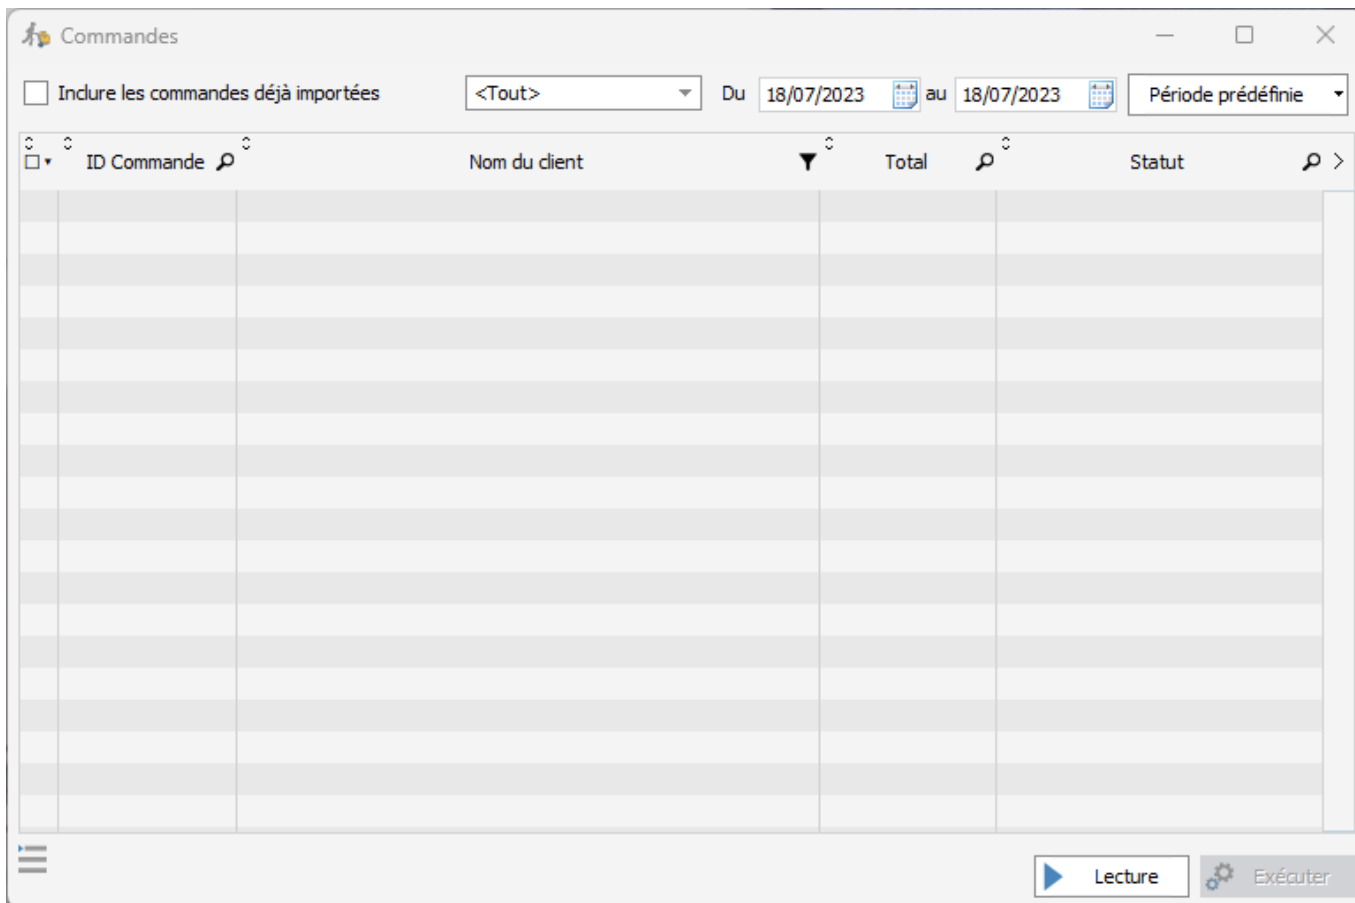 Commandes
Inclure les commandes déjà importées <Tout> Du 18/07/2023 au 18/07/2023 Période prédéfinie
ID Commande Nom du client Total Statut
Lecture Exécuter